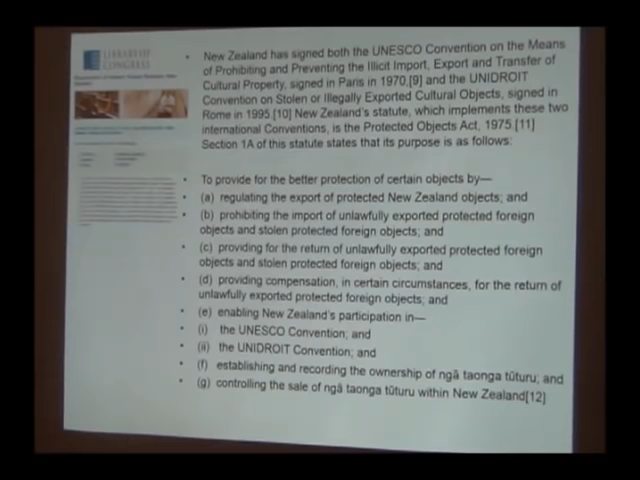 LIBRARY OF
CONGRESS
• New Zealand has signed both the UNESCO Convention on the Means
of Prohibiting and Preventing the Illicit Import, Export and Transfer of
Cultural Property, signed in Paris in 1970,[9] and the UNIDROIT
Convention on Stolen or Illegally Exported Cultural Objects, signed in
Rome in 1995.[10] New Zealand's statute, which implements these two
international Conventions, is the Protected Objects Act, 1975.[11]
Section 1A of this statute states that its purpose is as follows:
• To provide for the better protection of certain objects by—
• (a) regulating the export of protected New Zealand objects; and
• (b) prohibiting the import of unlawfully exported protected foreign
objects and stolen protected foreign objects; and
• (c) providing for the return of unlawfully exported protected foreign
objects and stolen protected foreign objects; and
• (d) providing compensation, in certain circumstances, for the return of
unlawfully exported protected foreign objects; and
• (e) enabling New Zealand's participation in—
• (i) the UNESCO Convention; and
• (ii) the UNIDROIT Convention; and
• (f) establishing and recording the ownership of ngā taonga tūturu; and
• (g) controlling the sale of ngā taonga tūturu within New Zealand[12]